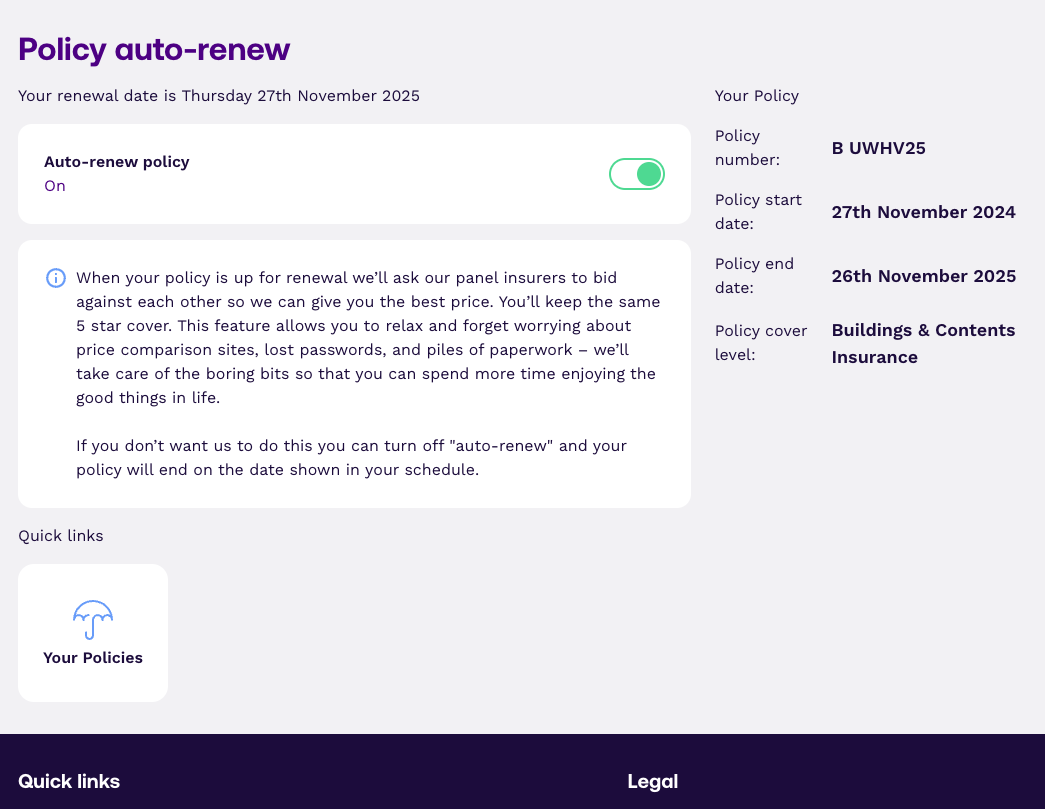 Policy auto-renew
Your renewal date is Thursday 27th November 2025
Auto-renew policy
On
When your policy is up for renewal we’ll ask our panel insurers to bid
against each other so we can give you the best price. You’ll keep the same
5 star cover. This feature allows you to relax and forget worrying about
price comparison sites, lost passwords, and piles of paperwork – we’ll
take care of the boring bits so that you can spend more time enjoying the
good things in life.
If you don’t want us to do this you can turn off "auto-renew" and your
policy will end on the date shown in your schedule.
Your Policy
Policy
number:
B UWHV25
Policy start
date:
27th November 2024
Policy end
date:
26th November 2025
Policy cover
level:
Buildings & Contents
Insurance
Quick links
Your Policies
Quick links
Legal